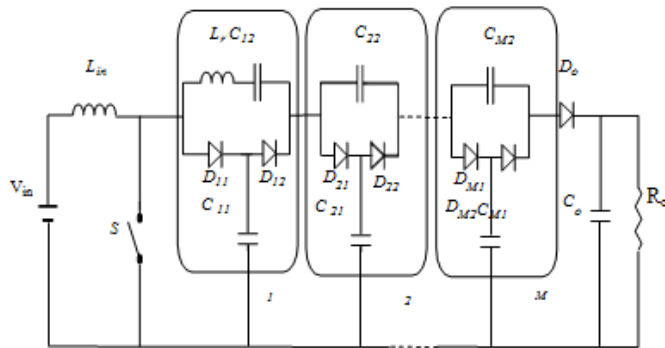 L_r C_12
C_22
C_M2
L_in
D_o
D_11
D_12
D_21
D_22
D_M1
V_in
S
C_11
C_21
D_M2 C_M1
C_o
R_o
1
2
M